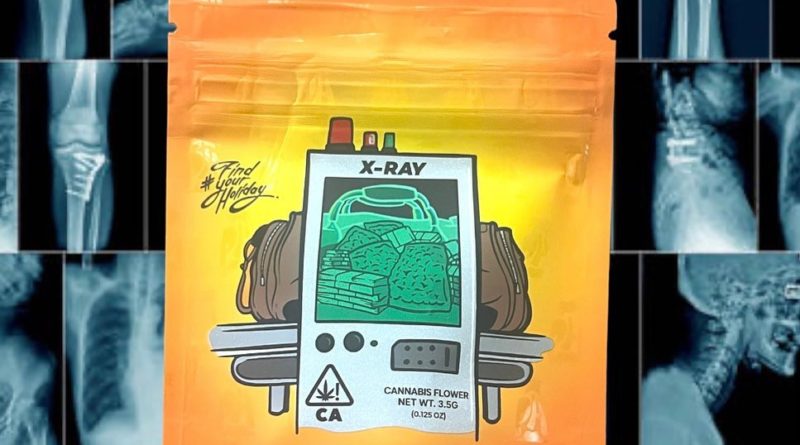 X-RAY
Find
#your
Holiday.
CA
CANNABIS FLOWER
NET WT. 3.5G
(0.125 OZ)